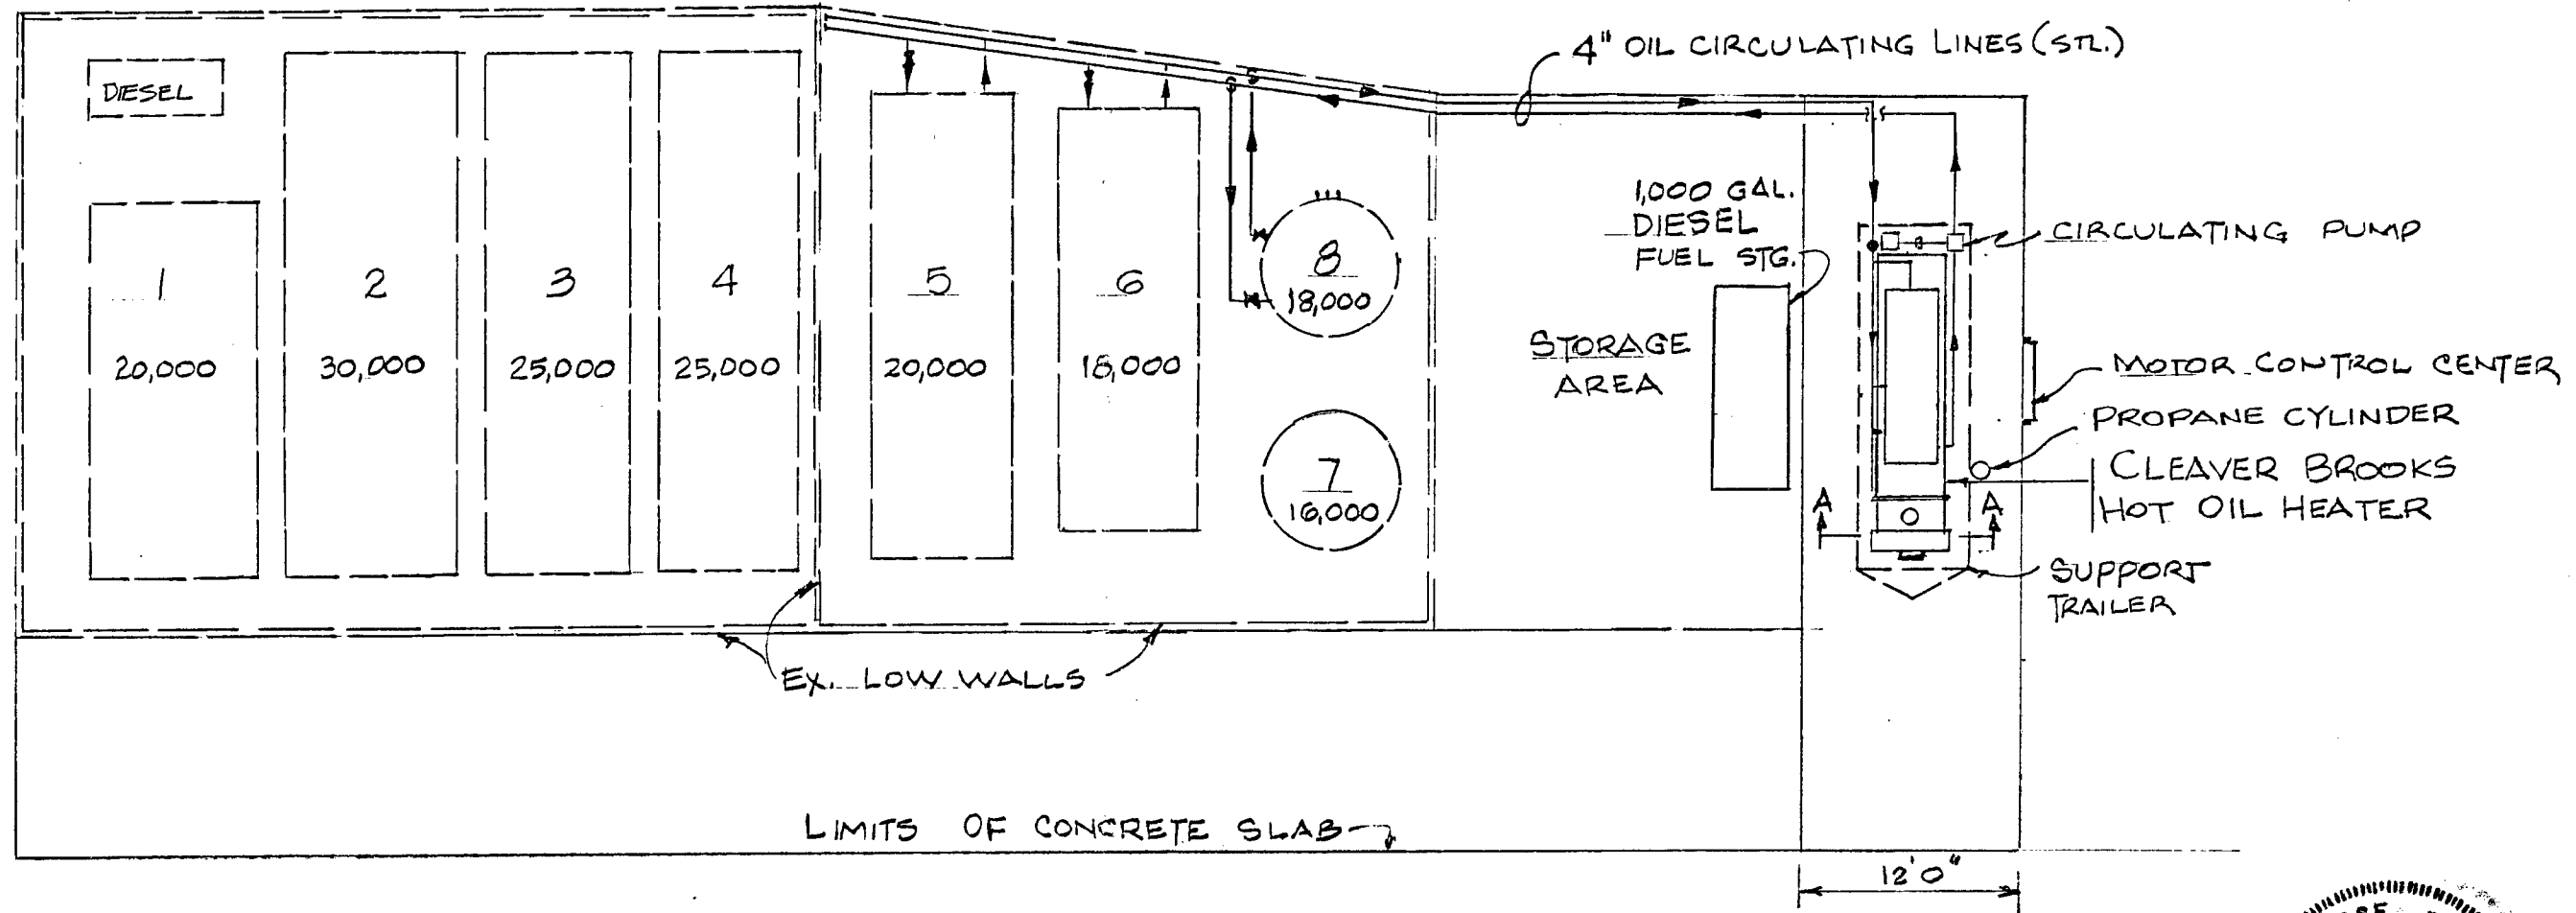 4" OIL CIRCULATING LINES (STL.)
DIESEL
1
20,000
2
30,000
3
25,000
4
25,000
5
20,000
6
18,000
8
18,000
7
16,000
1,000 GAL.
DIESEL
FUEL STG.
STORAGE
AREA
CIRCULATING PUMP
MOTOR CONTROL CENTER
PROPANE CYLINDER
CLEAVER BROOKS
HOT OIL HEATER
A
A
SUPPORT
TRAILER
EX. LOW WALLS
LIMITS OF CONCRETE SLAB
12'0"